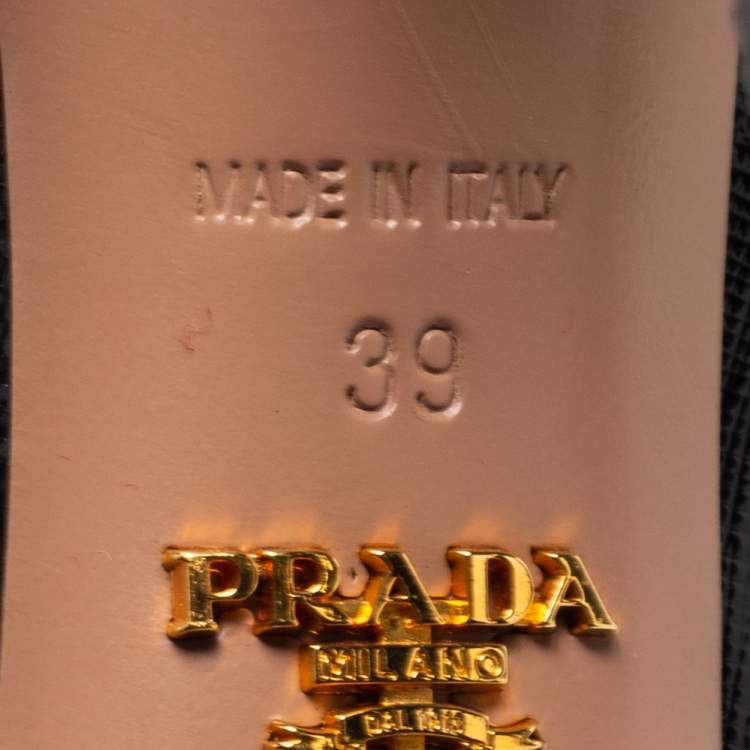 MADE IN ITALY
39
PRADA
MILANO
DAL 1913